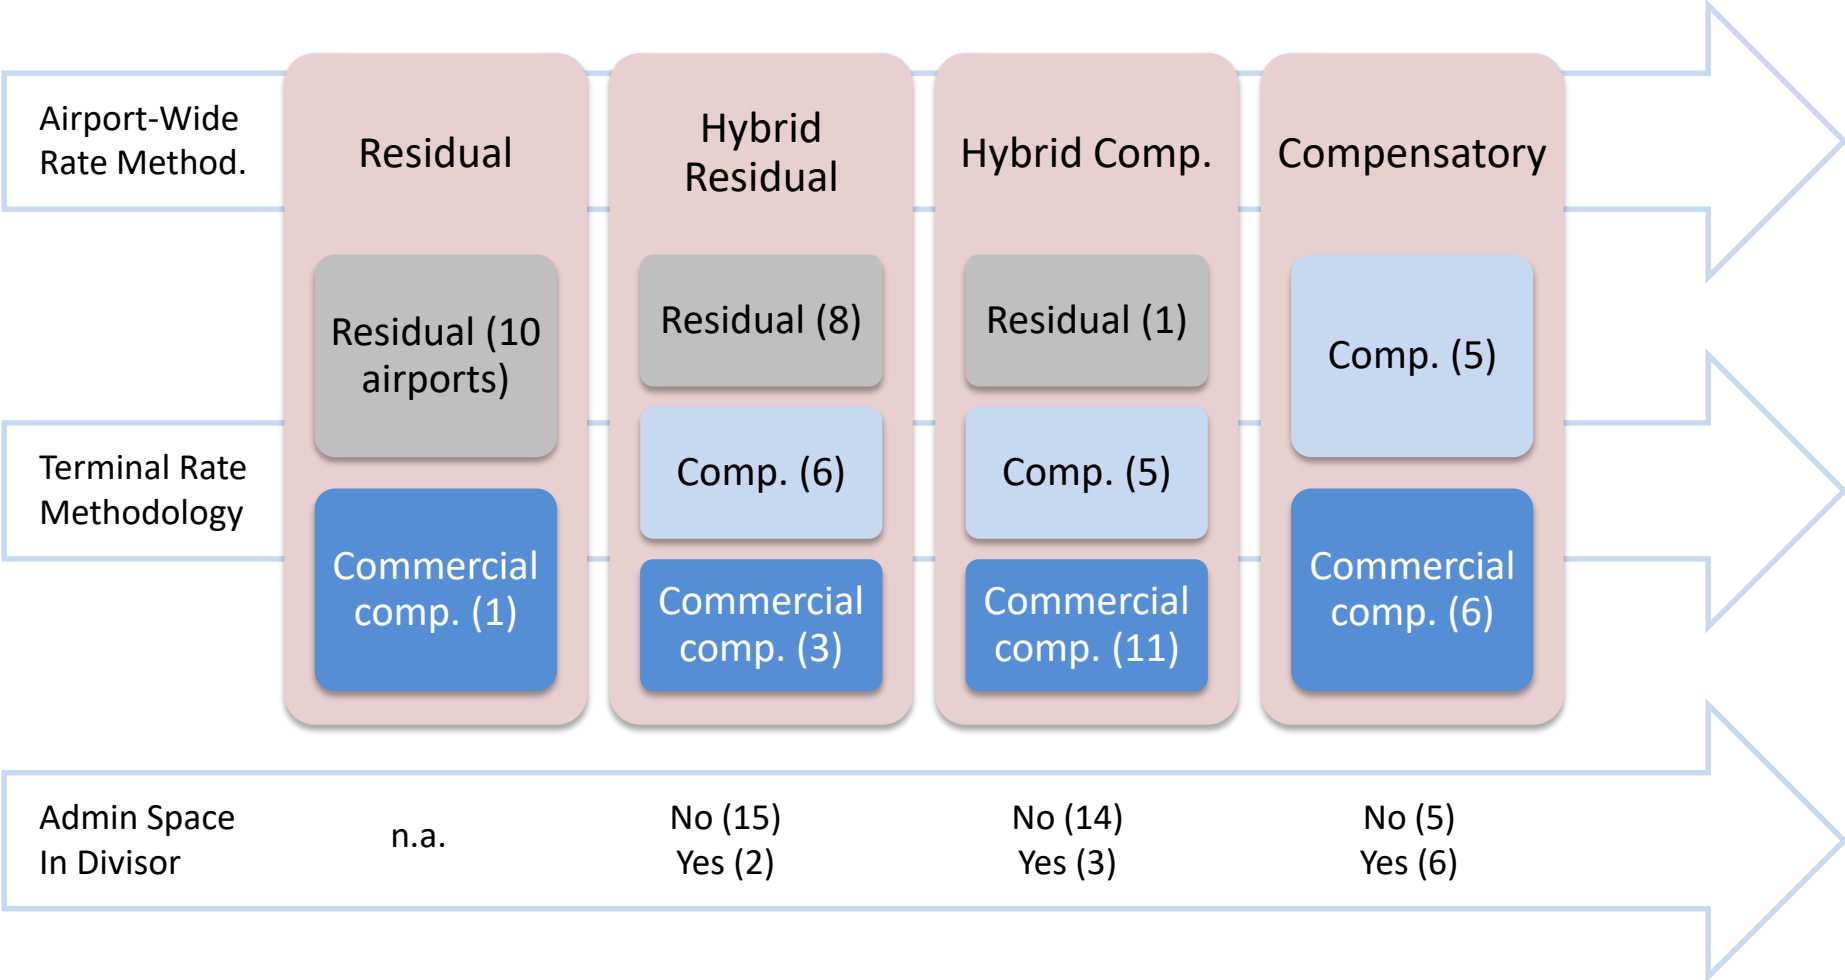 Airport-Wide
Rate Method.
Residual
Hybrid
Residual
Hybrid Comp.
Compensatory
Residual (10
airports)
Residual (8)
Residual (1)
Comp. (5)
Terminal Rate
Methodology
Comp. (6)
Comp. (5)
Commercial
comp. (1)
Commercial
comp. (3)
Commercial
comp. (11)
Commercial
comp. (6)
Admin Space
In Divisor
n.a.
No (15)
Yes (2)
No (14)
Yes (3)
No (5)
Yes (6)